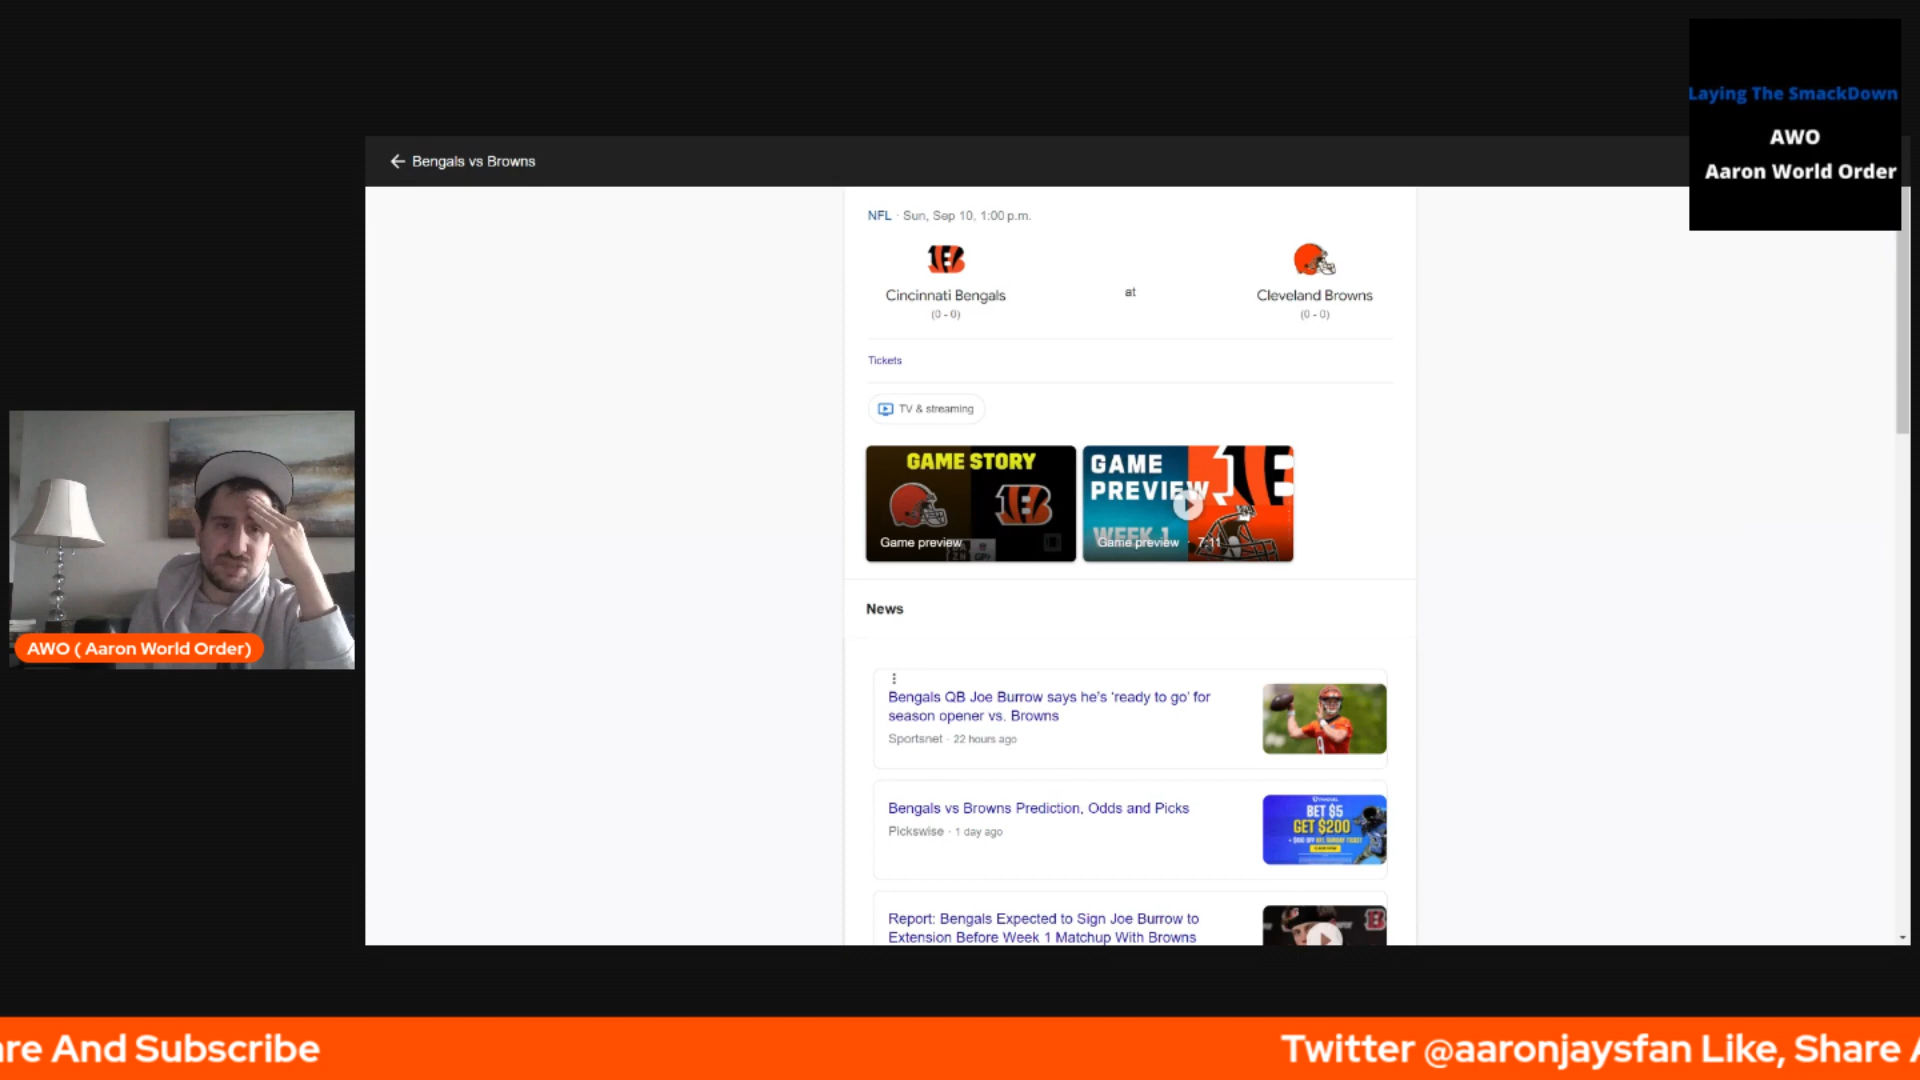 Laying The SmackDown
AWO
Aaron World Order
Bengals vs Browns
NFL · Sun, Sep 10, 1:00 p.m.
Cincinnati Bengals
(0 - 0)
at
Cleveland Browns
(0 - 0)
Tickets
TV & streaming
GAME STORY
Game preview
GAME
PREVIEW
WEEK 1
Game preview · 7:11
News
Bengals QB Joe Burrow says he's ‘ready to go’ for
season opener vs. Browns
Sportsnet · 22 hours ago
Bengals vs Browns Prediction, Odds and Picks
Pickswise · 1 day ago
BET $5
GET $200
Report: Bengals Expected to Sign Joe Burrow to
Extension Before Week 1 Matchup With Browns
AWO ( Aaron World Order)
are And Subscribe
Twitter @aaronjaysfan Like, Share A